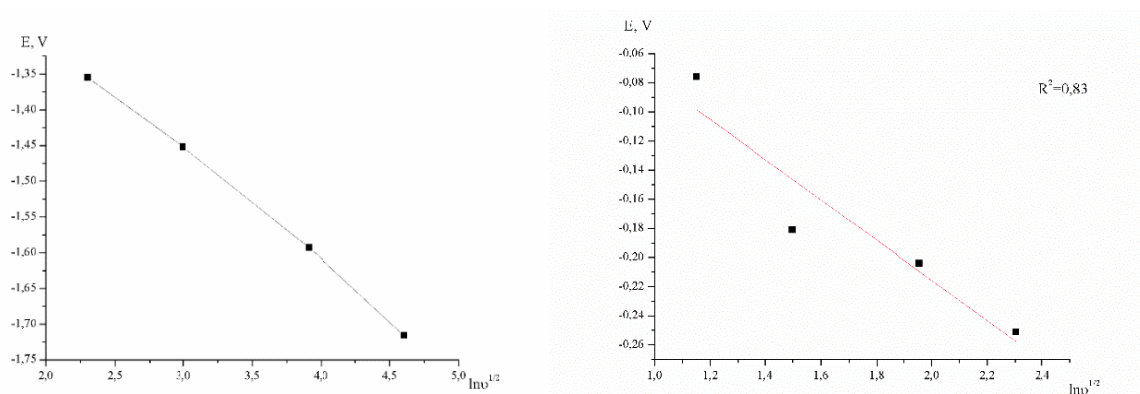 E, V
-1,35
-1,40
-1,45
-1,50
-1,55
-1,60
-1,65
-1,70
-1,75
2,0 2,5 3,0 3,5 4,0 4,5 5,0
lnυ^1/2
E, V
-0,06
-0,08
-0,10
-0,12
-0,14
-0,16
-0,18
-0,20
-0,22
-0,24
-0,26
R²=0,83
1,0 1,2 1,4 1,6 1,8 2,0 2,2 2,4
lnυ^1/2